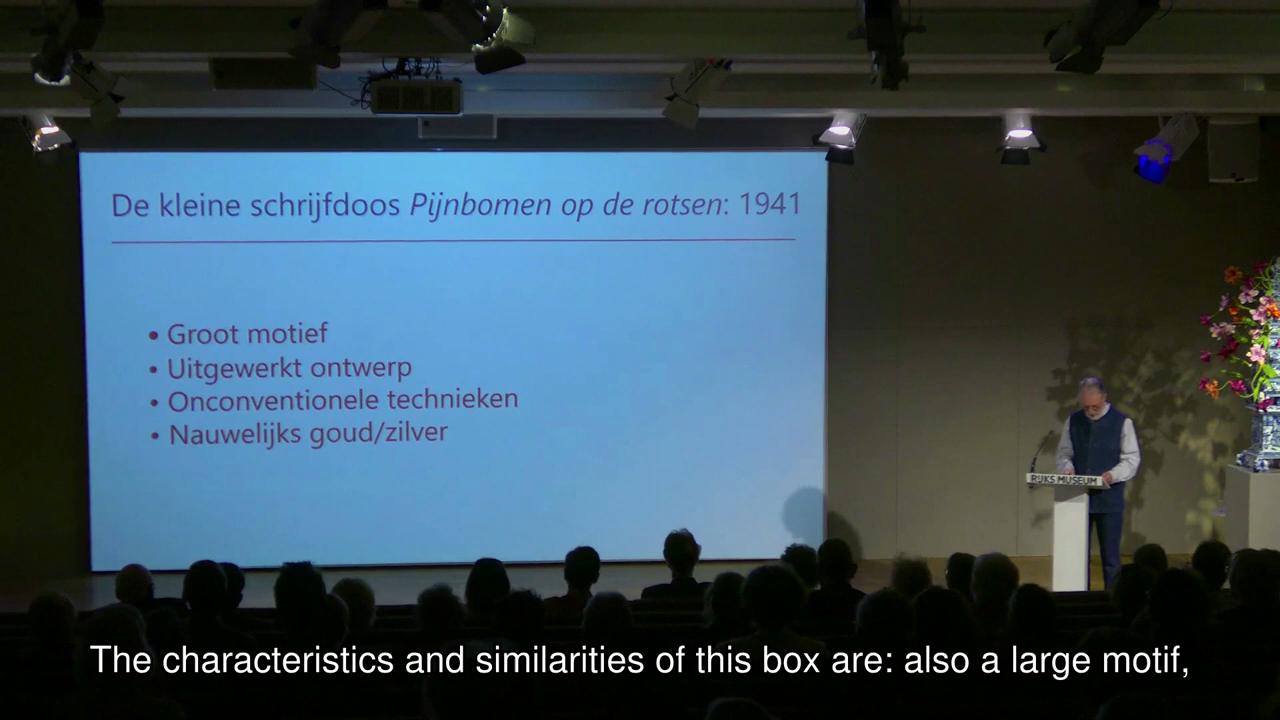 De kleine schrijfdoos Pijnbomen op de rotsen: 1941
• Groot motief
• Uitgewerkt ontwerp
• Onconventionele technieken
• Nauwelijks goud/zilver
RIJKS MUSEUM
The characteristics and similarities of this box are: also a large motif,